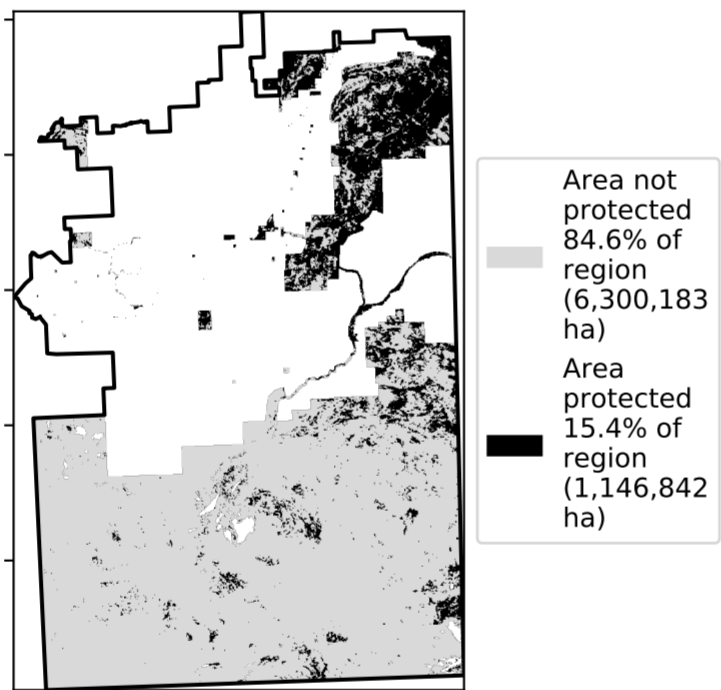 Area not
protected
84.6% of
region
(6,300,183
ha)
Area
protected
15.4% of
region
(1,146,842
ha)